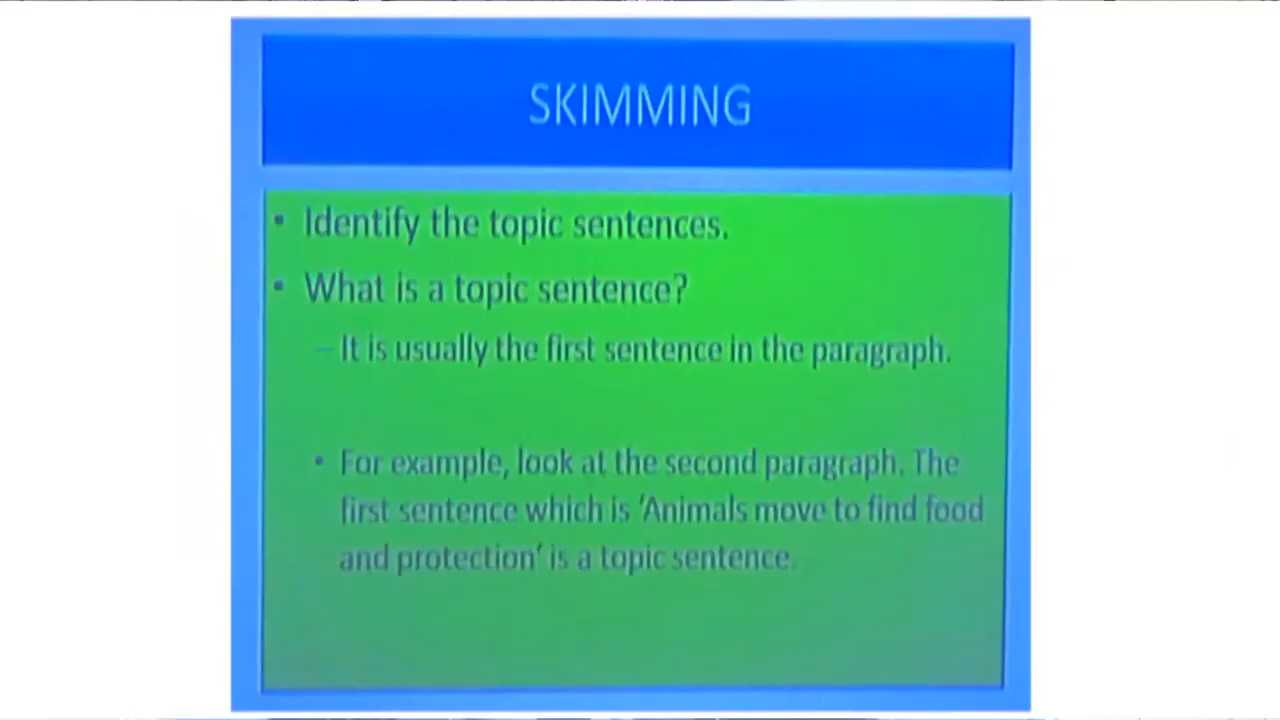 SKIMMING
• Identify the topic sentences.
• What is a topic sentence?
– It is usually the first sentence in the paragraph.
• For example, look at the second paragraph. The
first sentence which is 'Animals move to find food
and protection' is a topic sentence.